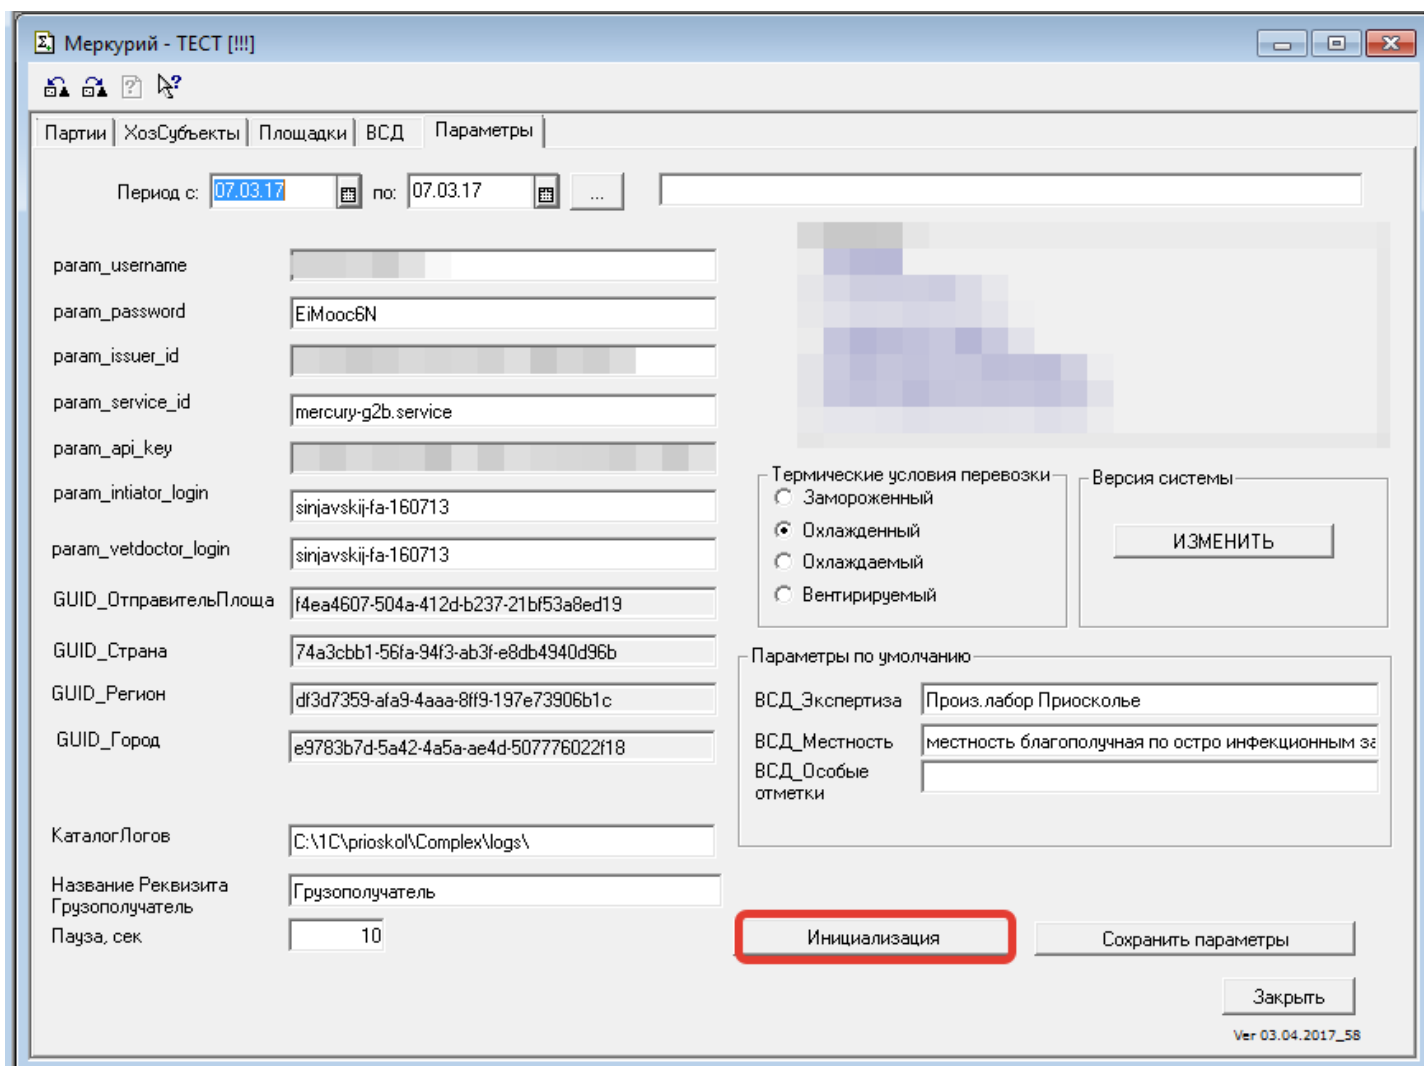 Меркурий - ТЕСТ [!!!]
Партии ХозСубъекты Площадки ВСД Параметры
Период с: 07.03.17 по: 07.03.17 ...
param_username
param_password EiMooc6N
param_issuer_id
param_service_id mercury-g2b.service
param_api_key
param_intiator_login sinjavskij-fa-160713
param_vetdoctor_login sinjavskij-fa-160713
GUID_ОтправительПлоща f4ea4607-504a-412d-b237-21bf53a8ed19
GUID_Страна 74a3cbb1-56fa-94f3-ab3f-e8db4940d96b
GUID_Регион df3d7359-afa9-4aaa-8ff9-197e73906b1c
GUID_Город e9783b7d-5a42-4a5a-ae4d-507776022f18
КаталогЛогов C:\1C\prioskol\Complex\logs\
Название Реквизита
Грузополучатель Грузополучатель
Пауза, сек 10
Термические условия перевозки
Замороженный
Охлажденный
Охлаждаемый
Вентирируемый
Версия системы
ИЗМЕНИТЬ
Параметры по умолчанию
ВСД_Экспертиза Произ.лабор Приосколье
ВСД_Местность местность благополучная по остро инфекционным за
ВСД_Особые
отметки
Инициализация Сохранить параметры
Закрыть
Ver 03.04.2017_58